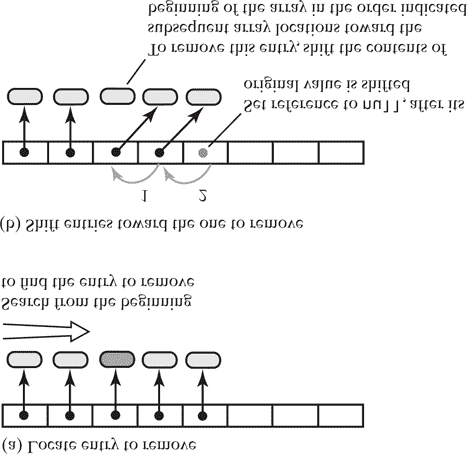 (a) Locate entry to remove
Search from the beginning
to find the entry to remove
(b) Shift entries toward the one to remove
1
2
Set reference to null, after its
original value is shifted
To remove this entry, shift the contents of
subsequent array locations toward the
beginning of the array in the order indicated